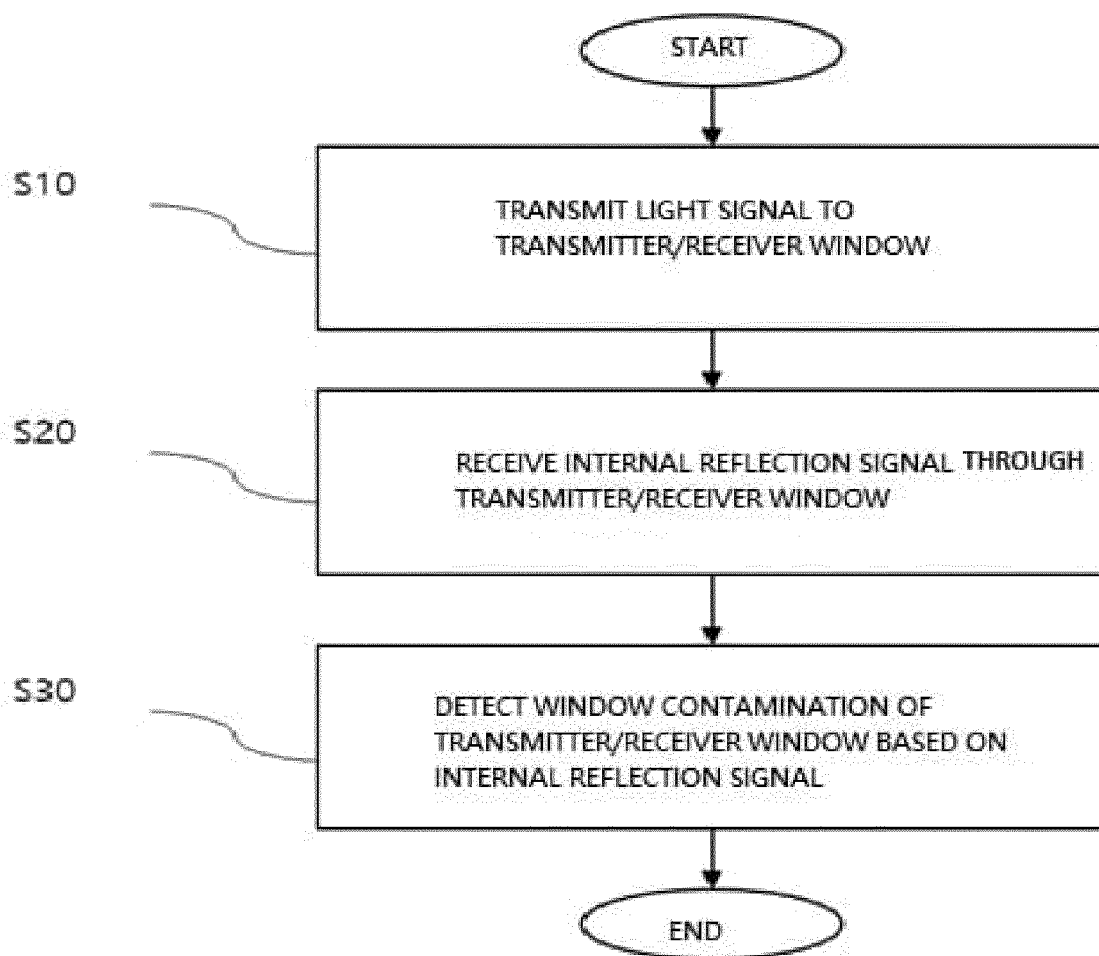 START
S10
TRANSMIT LIGHT SIGNAL TO
TRANSMITTER/RECEIVER WINDOW
S20
RECEIVE INTERNAL REFLECTION SIGNAL THROUGH
TRANSMITTER/RECEIVER WINDOW
S30
DETECT WINDOW CONTAMINATION OF
TRANSMITTER/RECEIVER WINDOW BASED ON
INTERNAL REFLECTION SIGNAL
END